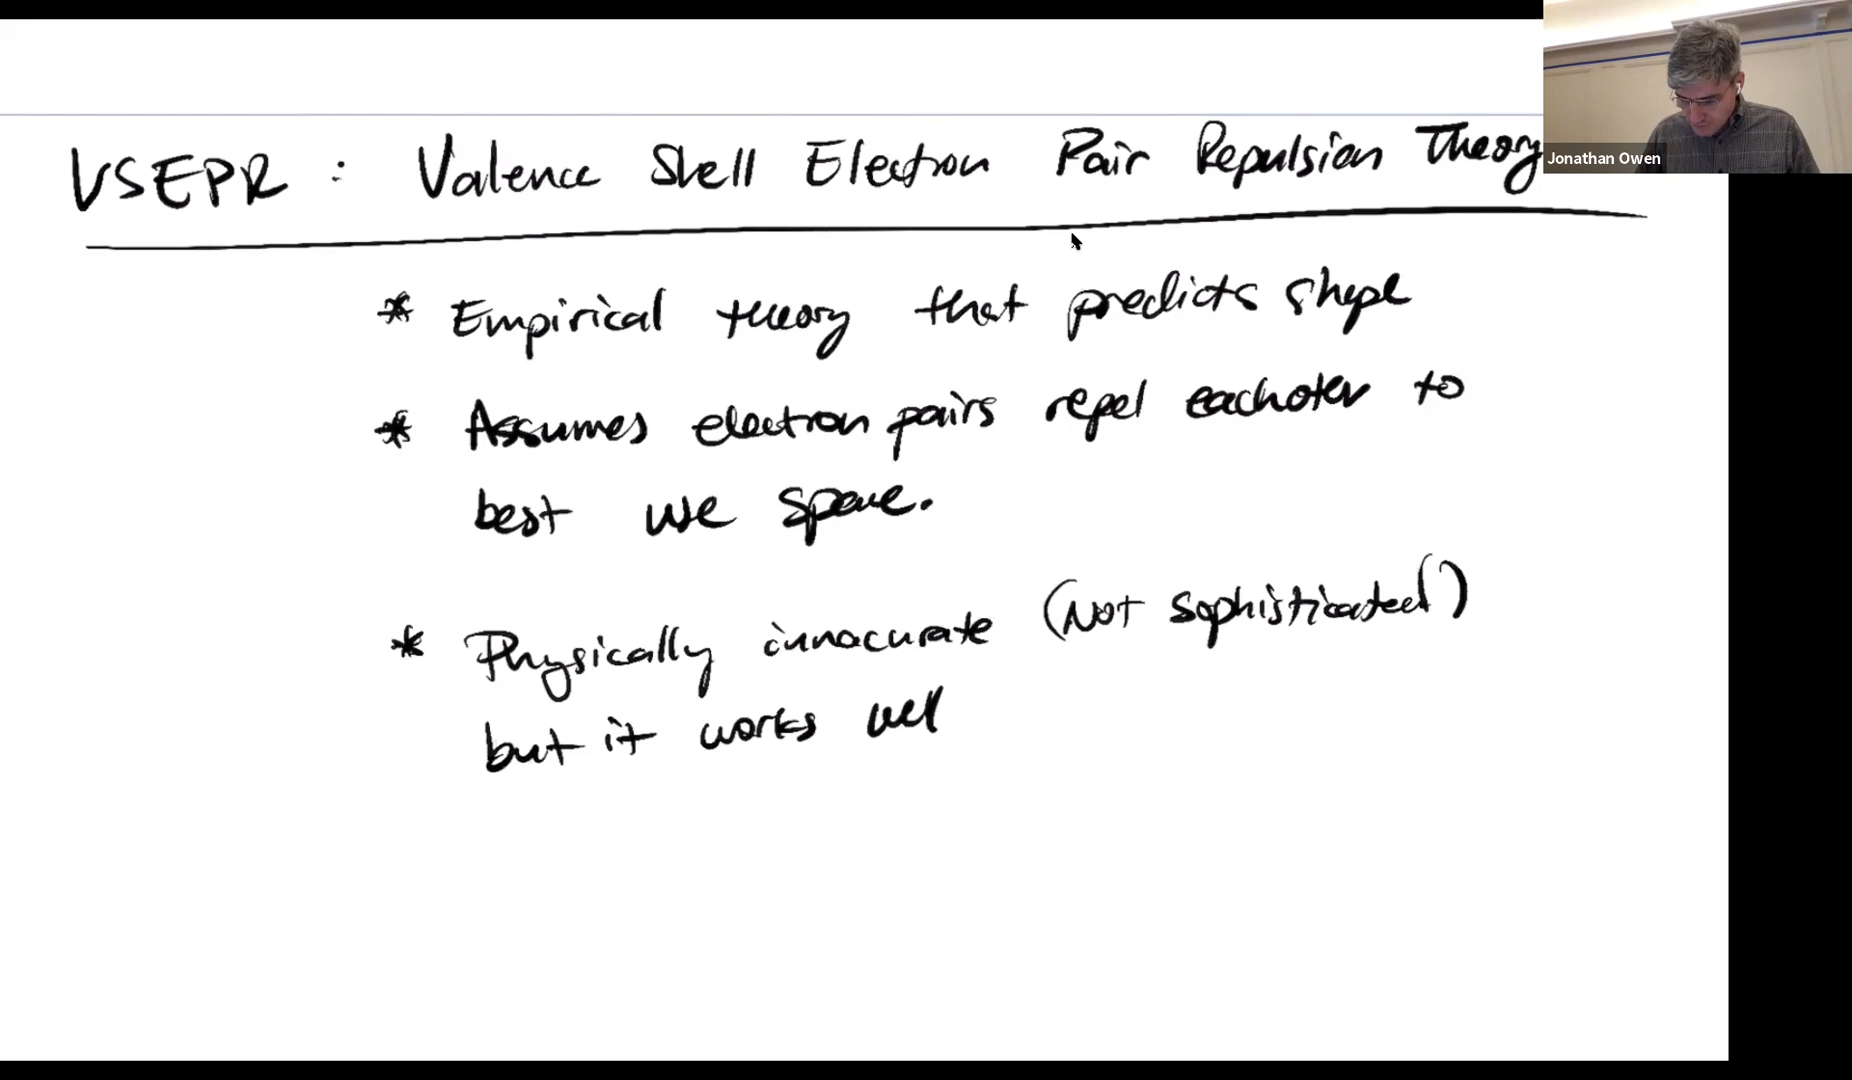 VSEPR : Valence Shell Electron Pair Repulsion Theory
Jonathan Owen
* Empirical theory that predicts shape
* Assumes electron pairs repel eachoter to
best use space.
* Physically innacurate (Not sophisticated)
but it works well